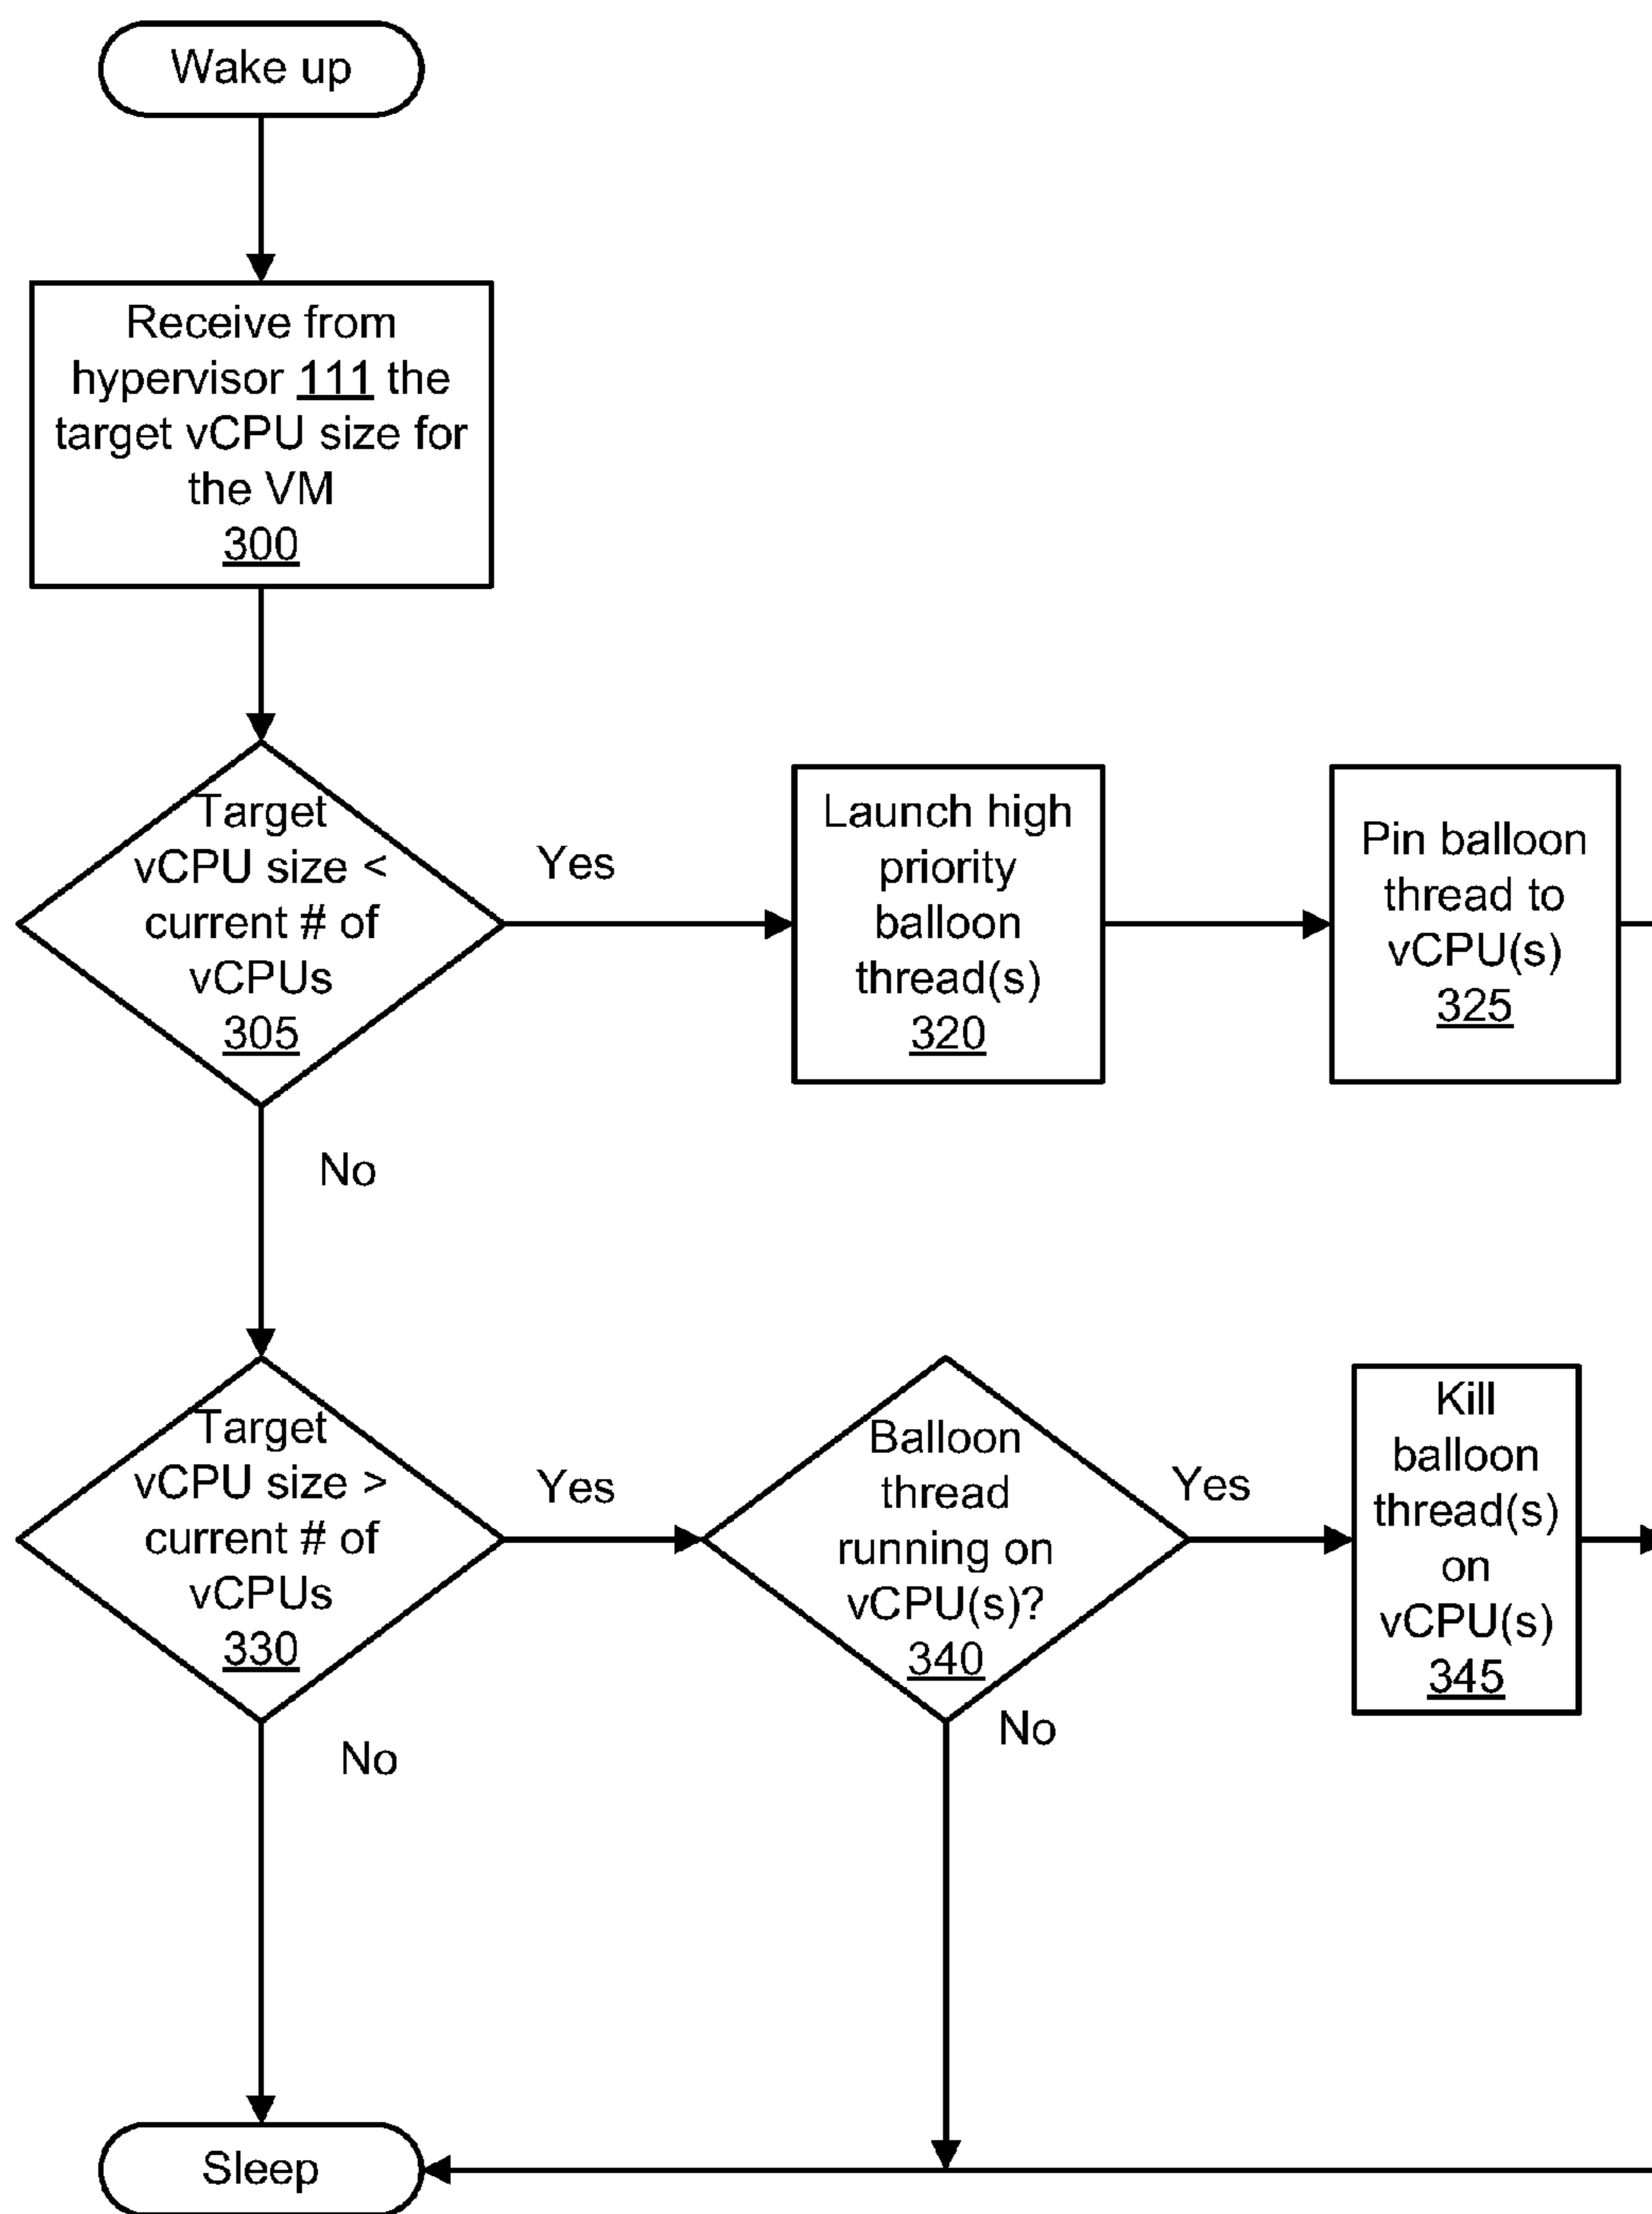 Wake up
Receive from
hypervisor 111 the
target vCPU size for
the VM
300
Target
vCPU size <
current # of
vCPUs
305
Yes
Launch high
priority
balloon
thread(s)
320
Pin balloon
thread to
vCPU(s)
325
No
Target
vCPU size >
current # of
vCPUs
330
Yes
Balloon
thread
running on
vCPU(s)?
340
Yes
Kill
balloon
thread(s)
on
vCPU(s)
345
No
No
Sleep